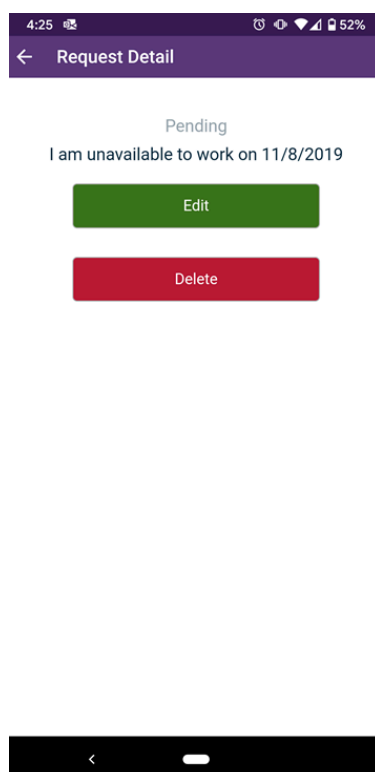 4:25 52%
Request Detail
Pending
I am unavailable to work on 11/8/2019
Edit
Delete